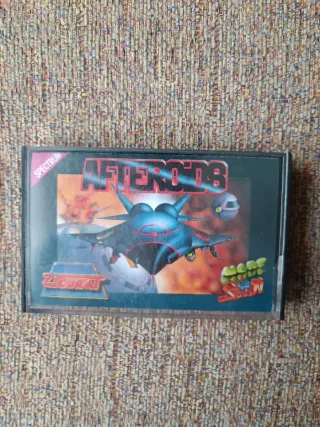 SPECTRUM
AFTEROIDS
ZIGURAT
MADE
IN
SPAIN